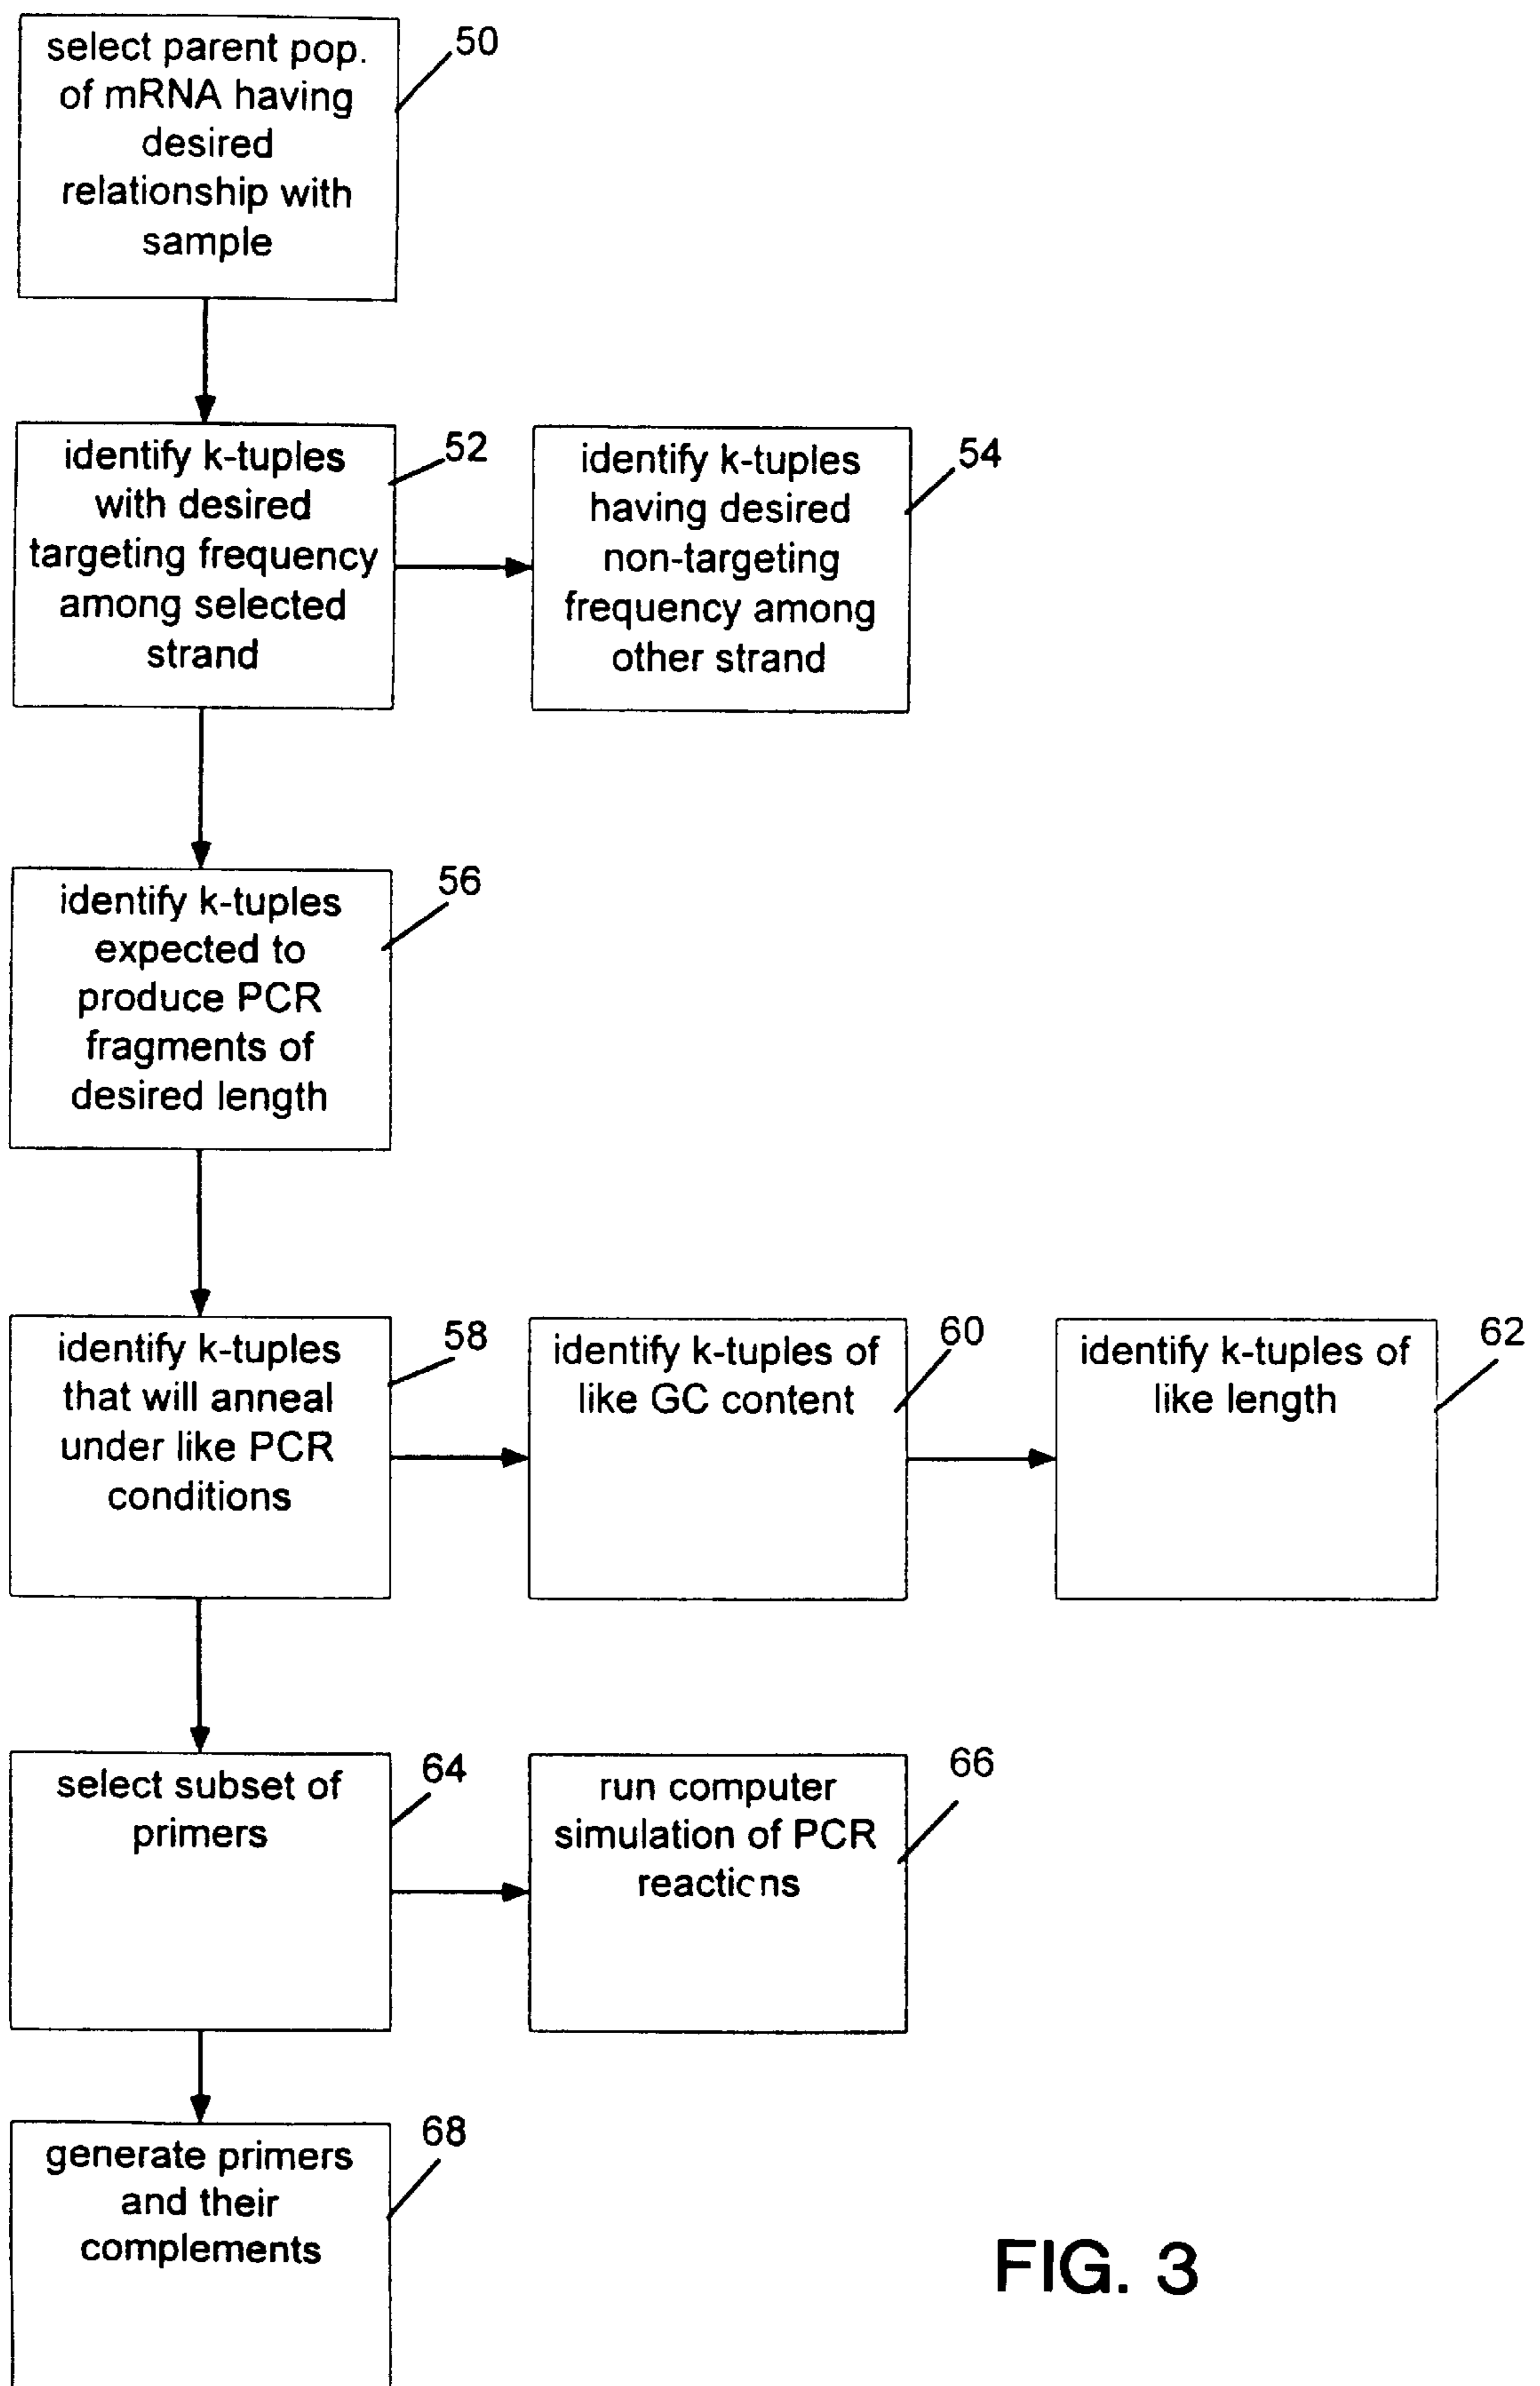 select parent pop.
of mRNA having
desired
relationship with
sample
50
identify k-tuples
with desired
targeting frequency
among selected
strand
52
identify k-tuples
having desired
non-targeting
frequency among
other strand
54
identify k-tuples
expected to
produce PCR
fragments of
desired length
56
identify k-tuples
that will anneal
under like PCR
conditions
58
identify k-tuples of
like GC content
60
identify k-tuples of
like length
62
select subset of
primers
64
run computer
simulation of PCR
reactions
66
generate primers
and their
complements
68
FIG. 3